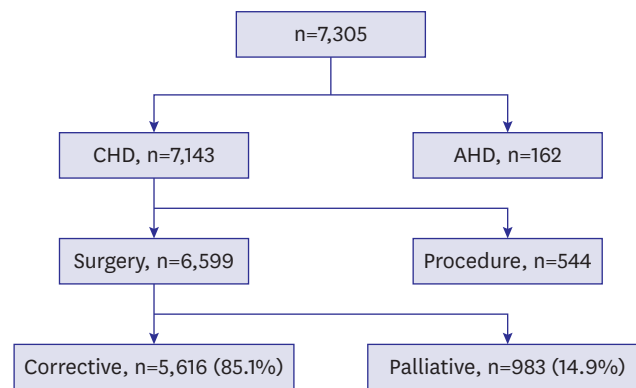 n=7,305
CHD, n=7,143
AHD, n=162
Surgery, n=6,599
Procedure, n=544
Corrective, n=5,616 (85.1%)
Palliative, n=983 (14.9%)